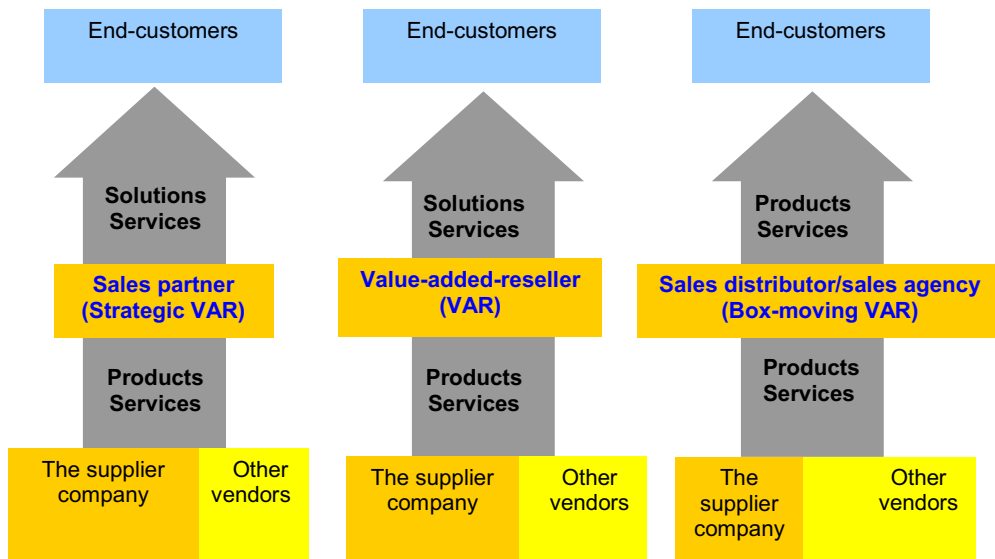 End-customers
Solutions
Services
Sales partner
(Strategic VAR)
Products
Services
The supplier
company
Other
vendors
End-customers
Solutions
Services
Value-added-reseller
(VAR)
Products
Services
The supplier
company
Other
vendors
End-customers
Products
Services
Sales distributor/sales agency
(Box-moving VAR)
Products
Services
The
supplier
company
Other
vendors